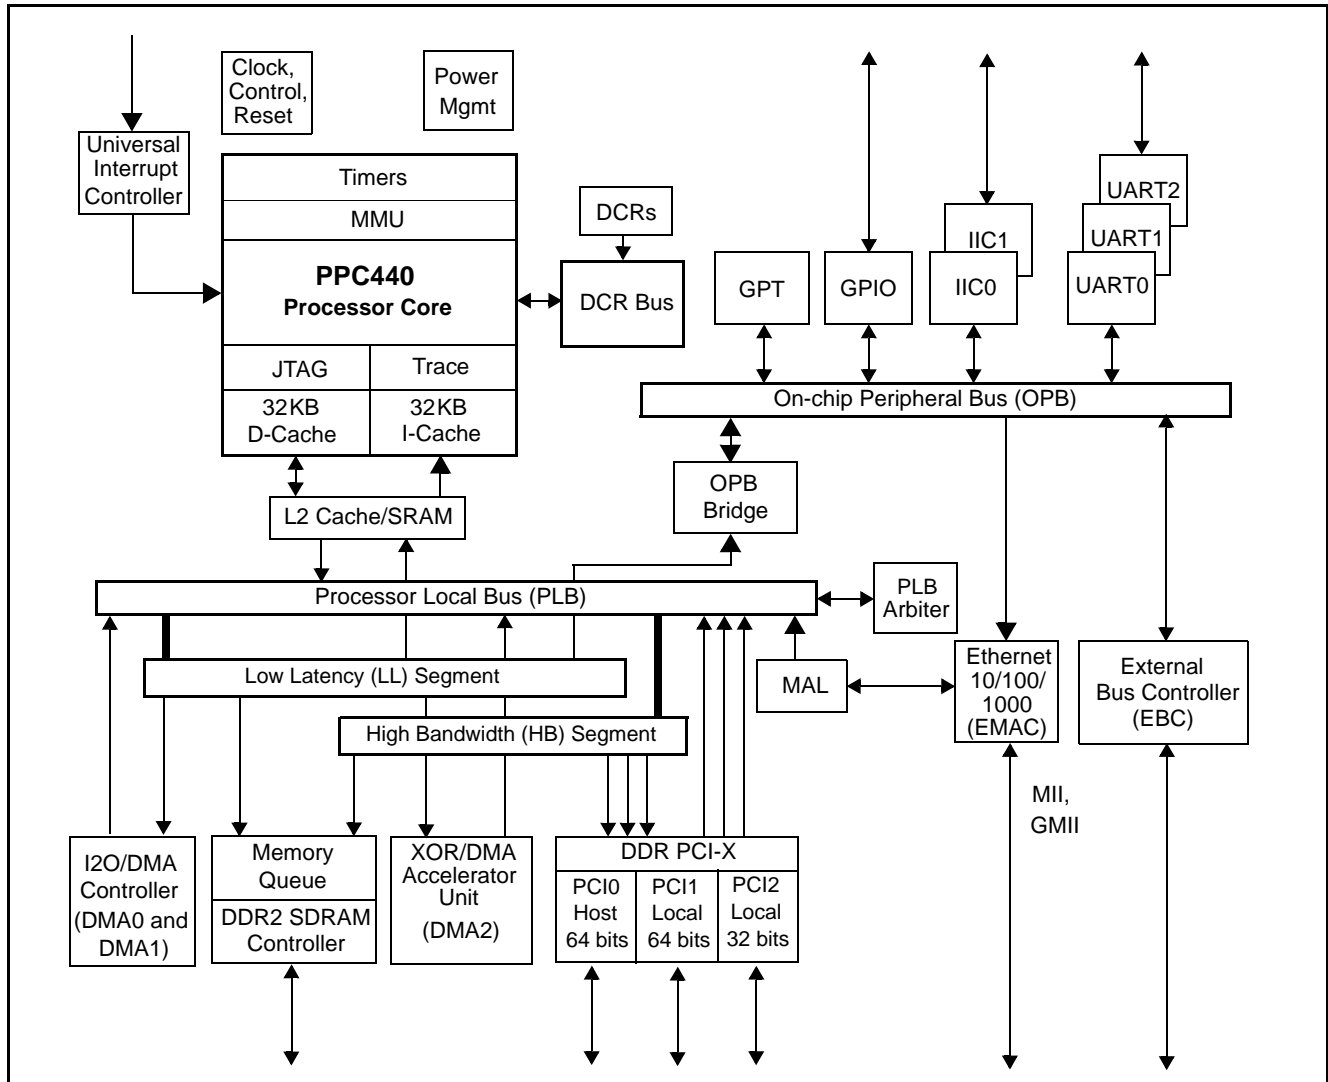 Clock,
Control,
Reset
Power
Mgmt
Universal
Interrupt
Controller
Timers
MMU
PPC440
Processor Core
JTAG
Trace
32KB
D-Cache
32KB
I-Cache
DCRs
DCR Bus
GPT
GPIO
IIC1
IIC0
UART2
UART1
UART0
On-chip Peripheral Bus (OPB)
OPB
Bridge
L2 Cache/SRAM
Processor Local Bus (PLB)
PLB
Arbiter
Low Latency (LL) Segment
High Bandwidth (HB) Segment
MAL
Ethernet
10/100/
1000
(EMAC)
External
Bus Controller
(EBC)
MII,
GMII
I2O/DMA
Controller
(DMA0 and
DMA1)
Memory
Queue
DDR2 SDRAM
Controller
XOR/DMA
Accelerator
Unit
(DMA2)
DDR PCI-X
PCI0
Host
64 bits
PCI1
Local
64 bits
PCI2
Local
32 bits